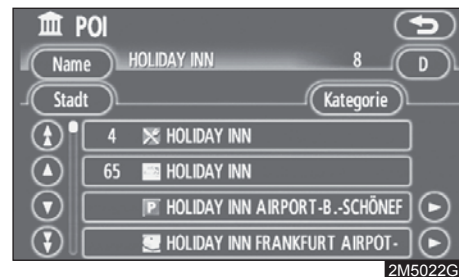 POI
Name HOLIDAY INN 8 D
Stadt Kategorie
4 HOLIDAY INN
65 HOLIDAY INN
P HOLIDAY INN AIRPORT-B.-SCHÖNEF
HOLIDAY INN FRANKFURT AIRPOT-
2M5022G